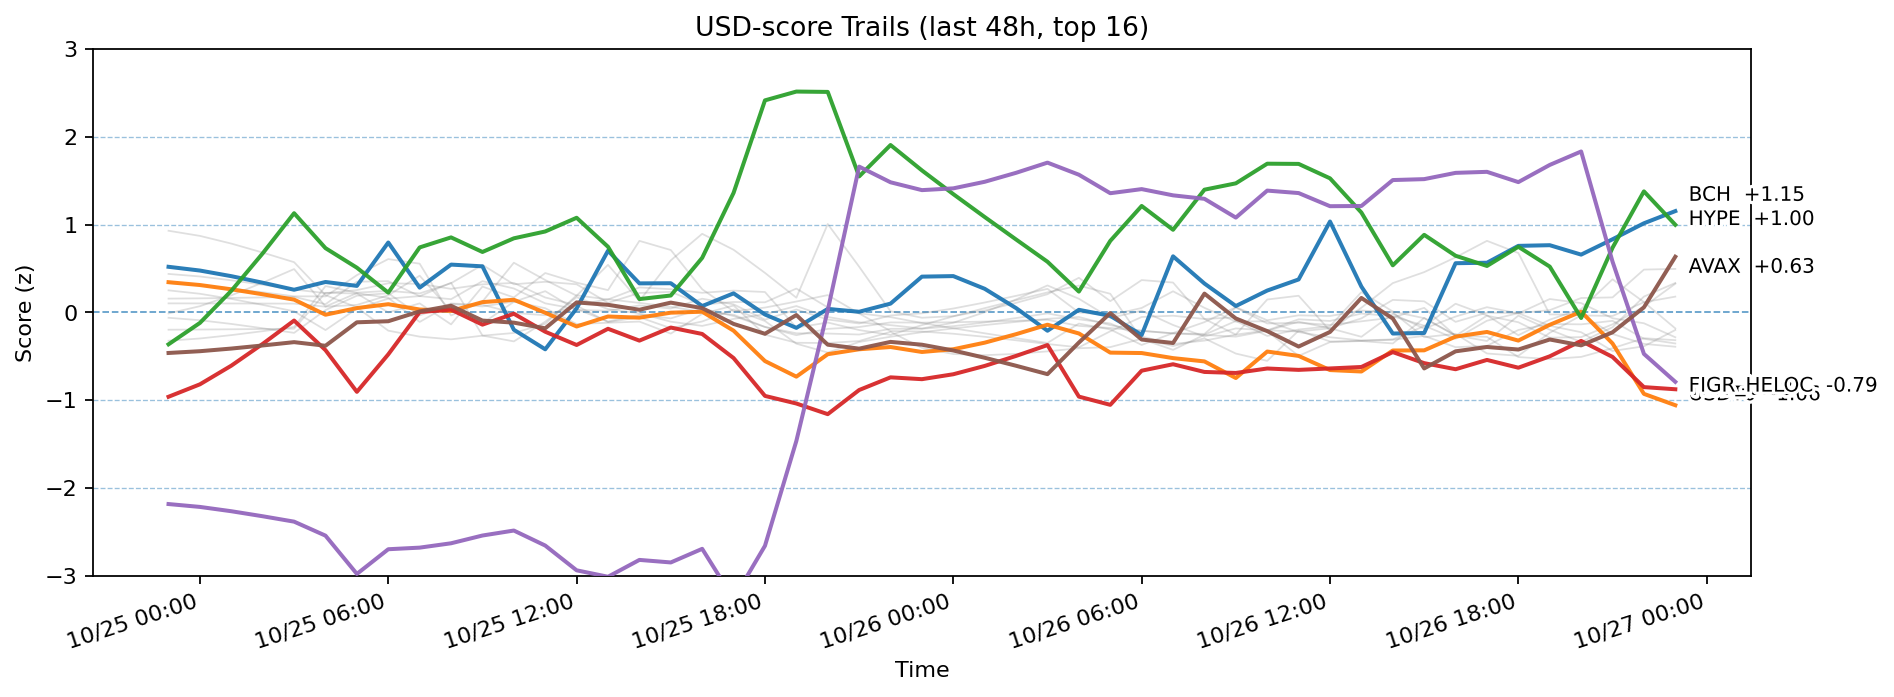 USD-score Trails (last 48h, top 16)
Score (z)
3
2
1
0
−1
−2
−3
BCH +1.15
HYPE +1.00
AVAX +0.63
FIGR_HELOC -0.79
10/25 00:00
10/25 06:00
10/25 12:00
10/25 18:00
10/26 00:00
10/26 06:00
10/26 12:00
10/26 18:00
10/27 00:00
Time